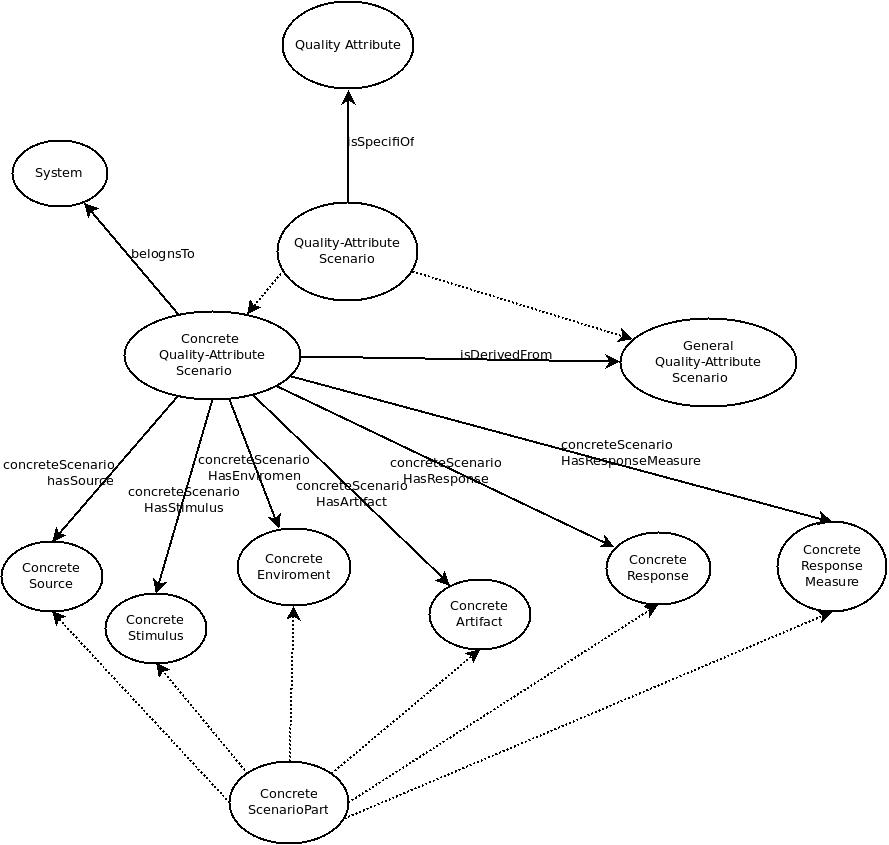 Quality Attribute
isSpecifiOf
System
Quality-Attribute
Scenario
belognsTo
Concrete
Quality-Attribute
Scenario
isDerivedFrom
General
Quality-Attribute
Scenario
concreteScenario
hasSource
concreteScenario
HasStimulus
concreteScenario
HasEnviromen
concreteScenario
HasArtifact
concreteScenario
HasResponse
concreteScenario
HasResponseMeasure
Concrete
Source
Concrete
Stimulus
Concrete
Enviroment
Concrete
Artifact
Concrete
Response
Concrete
Response
Measure
Concrete
ScenarioPart